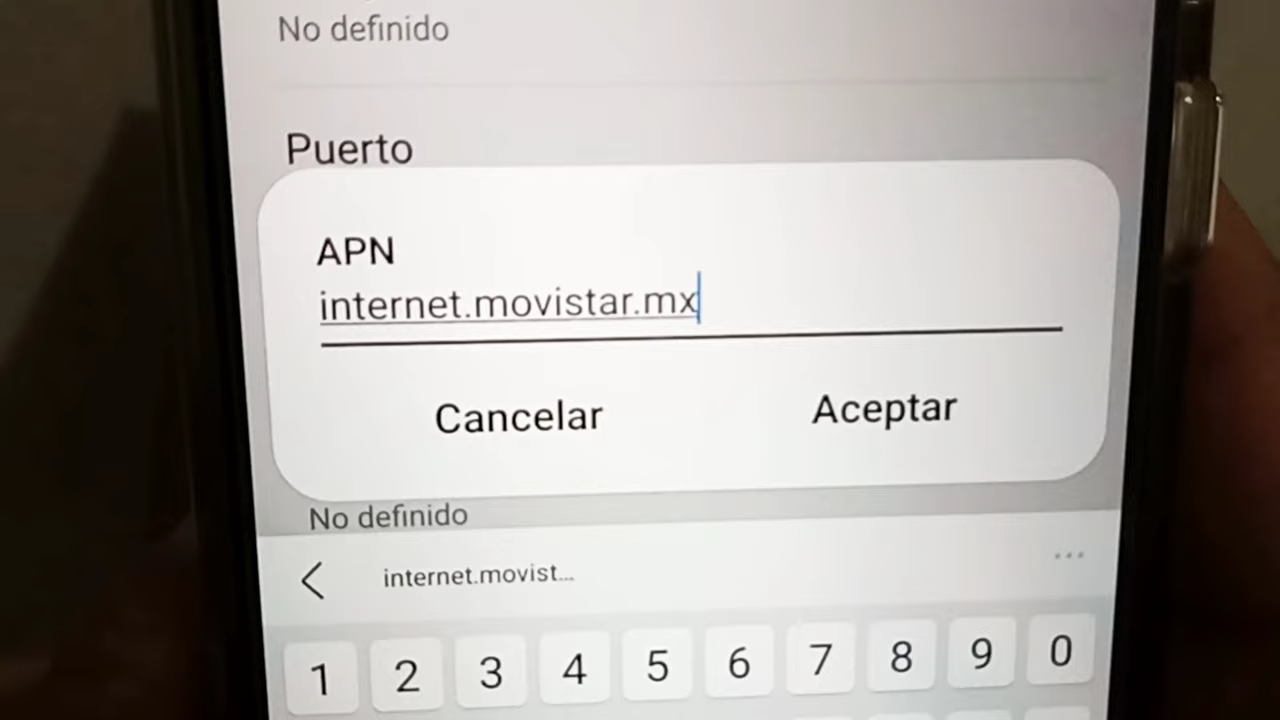 No definido
Puerto
APN
internet.movistar.mx
Cancelar
Aceptar
No definido
internet.movist...
1 2 3 4 5 6 7 8 9 0